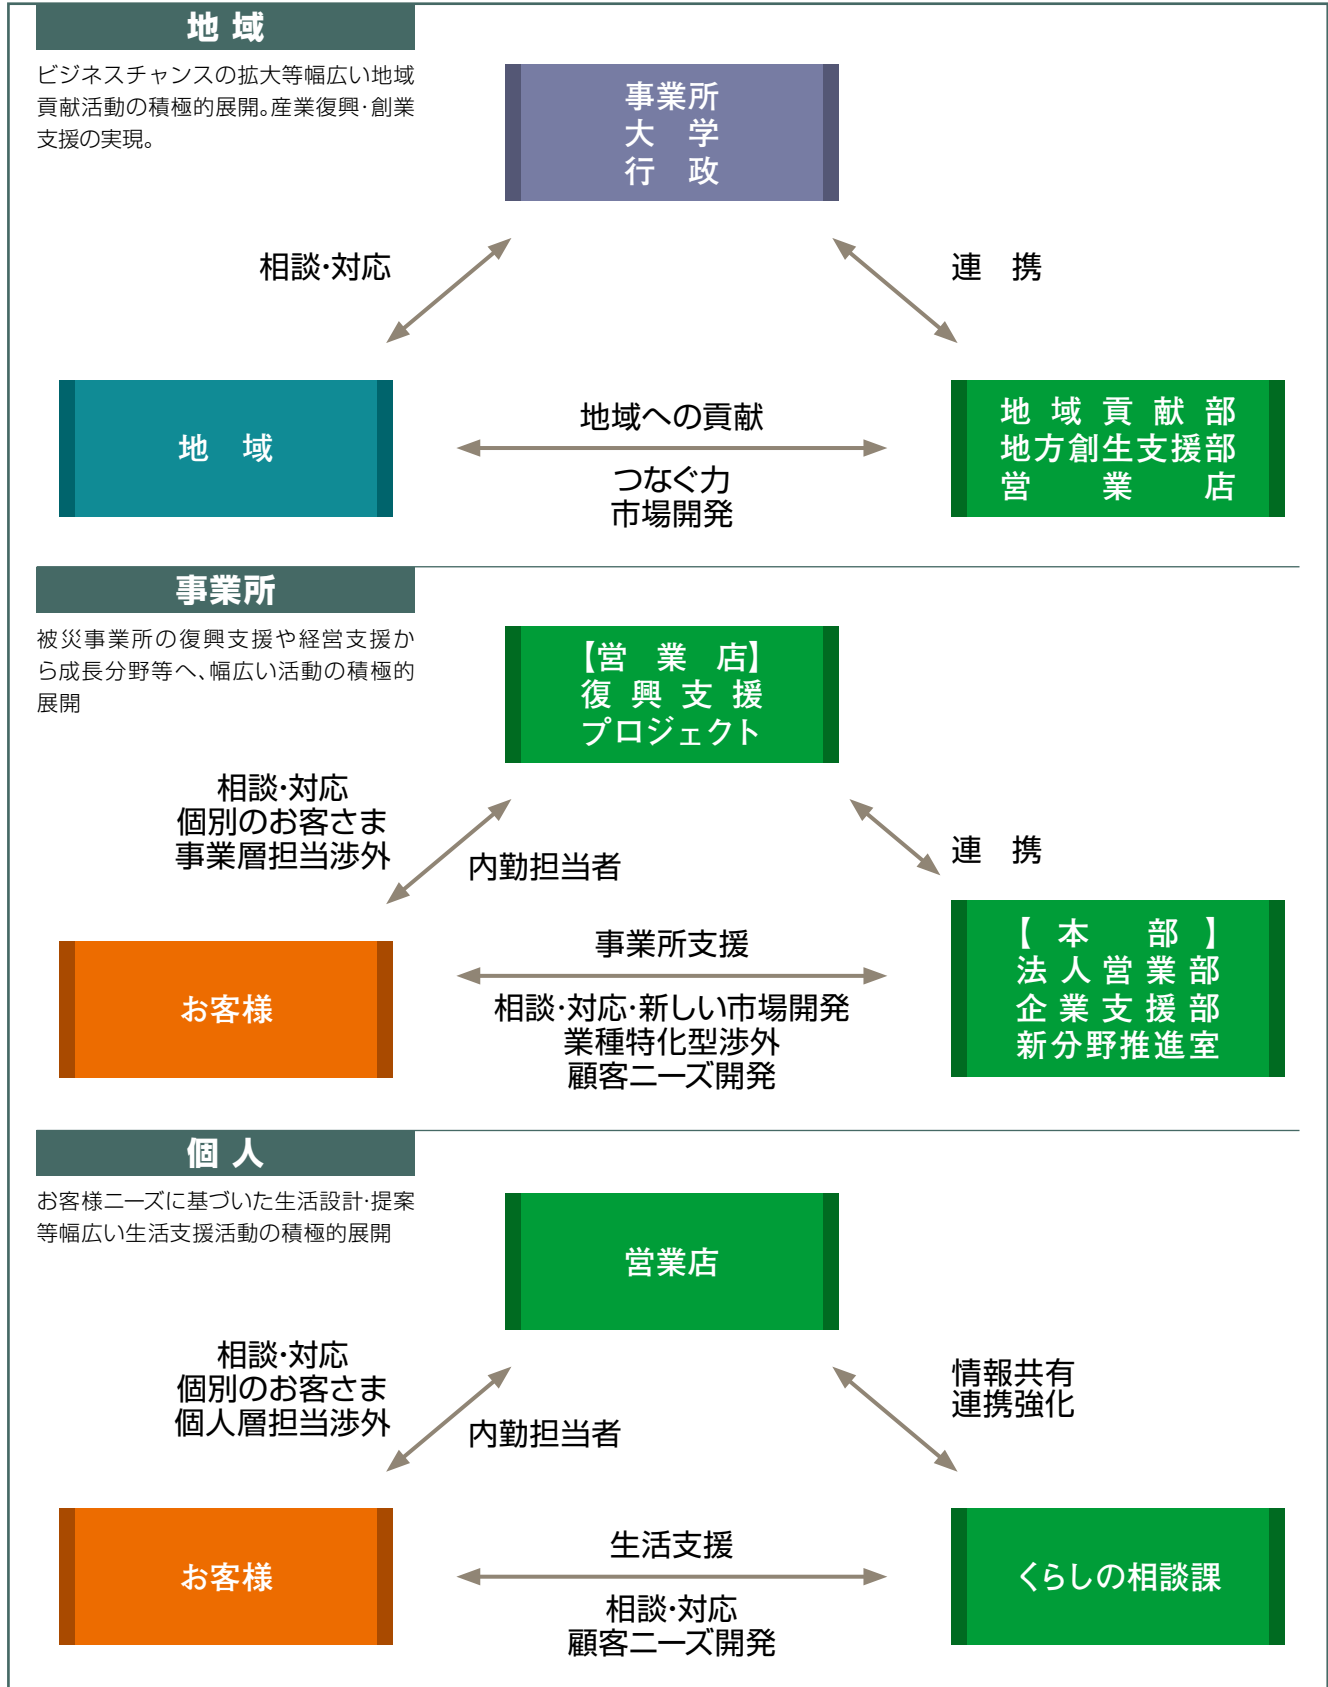 地 域
ビジネスチャンスの拡大等幅広い地域
貢献活動の積極的展開。産業復興・創業
支援の実現。
事業所
大 学
行 政
相談・対応
連 携
地 域
地域への貢献
つなぐ力
市場開発
地域貢献部
地方創生支援部
営業店
事業所
被災事業所の復興支援や経営支援か
ら成長分野等へ、幅広い活動の積極的
展開
【営業店】
復興支援
プロジェクト
相談・対応
個別のお客さま
事業層担当渉外
内勤担当者
連 携
お客様
事業所支援
相談・対応・新しい市場開発
業種特化型渉外
顧客ニーズ開発
【本部】
法人営業部
企業支援部
新分野推進室
個 人
お客様ニーズに基づいた生活設計・提案
等幅広い生活支援活動の積極的展開
営業店
相談・対応
個別のお客さま
個人層担当渉外
内勤担当者
情報共有
連携強化
お客様
生活支援
相談・対応
顧客ニーズ開発
くらしの相談課